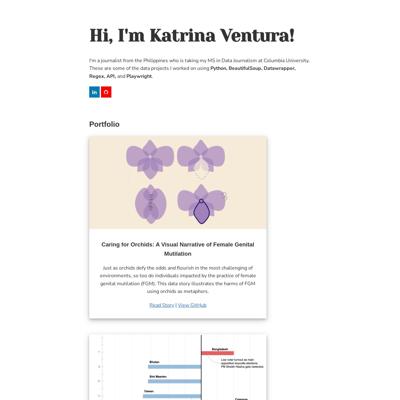 Hi, I'm Katrina Ventura!
I'm a journalist from the Philippines who is taking my MS in Data Journalism at Columbia University.
These are some of the data projects I worked on using Python, BeautifulSoup, Datawrapper,
Regex, API, and Playwright.
in
Portfolio
Caring for Orchids: A Visual Narrative of Female Genital
Mutilation
Just as orchids defy the odds and flourish in the most challenging
of environments, so too do individuals impacted by the practice of female
genital mutilation (FGM). This data story illustrates the harms of FGM
using orchids as metaphors.
Read Story | View GitHub
Bangladesh
Bhutan
Sri Maalen
Taiwan